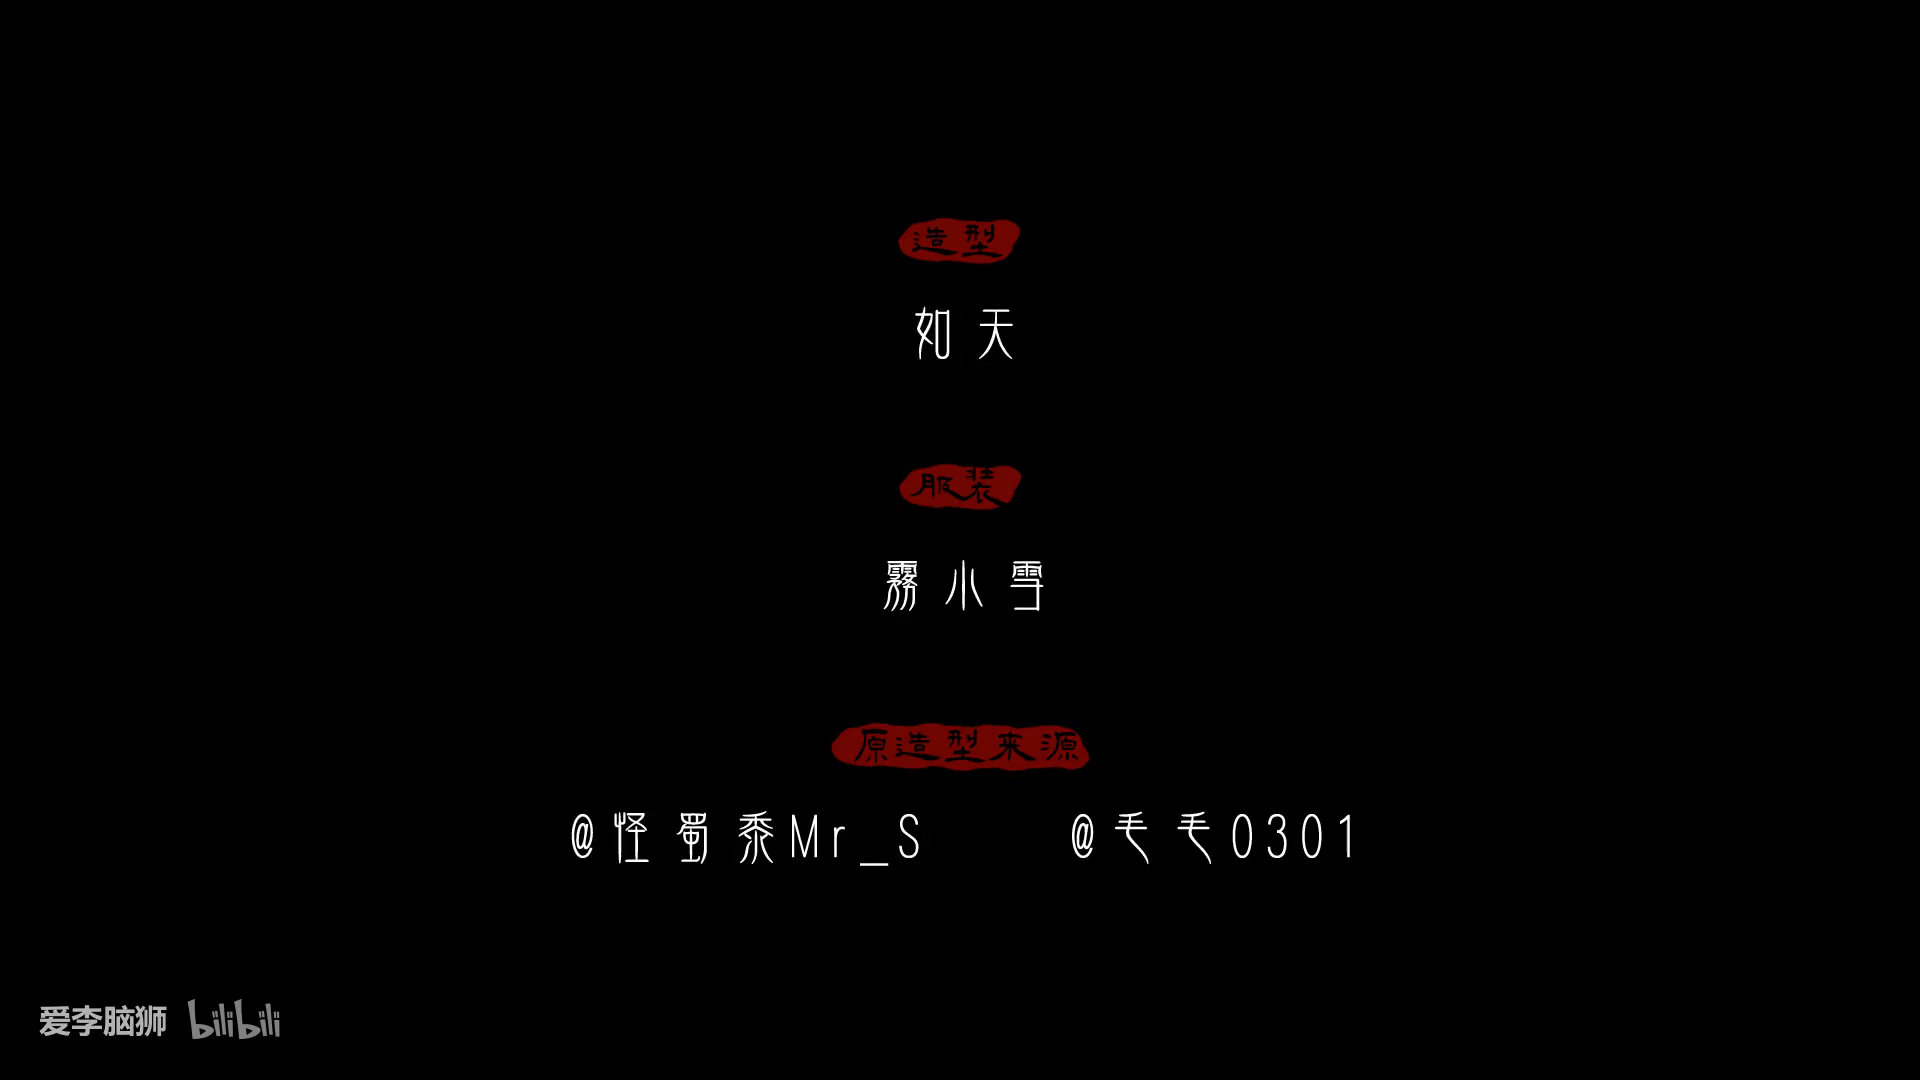 造型
如天
服装
霧小雪
原造型来源
@怪蜀黍Mr_S @毛毛0301
爱李脑狮 bilibili